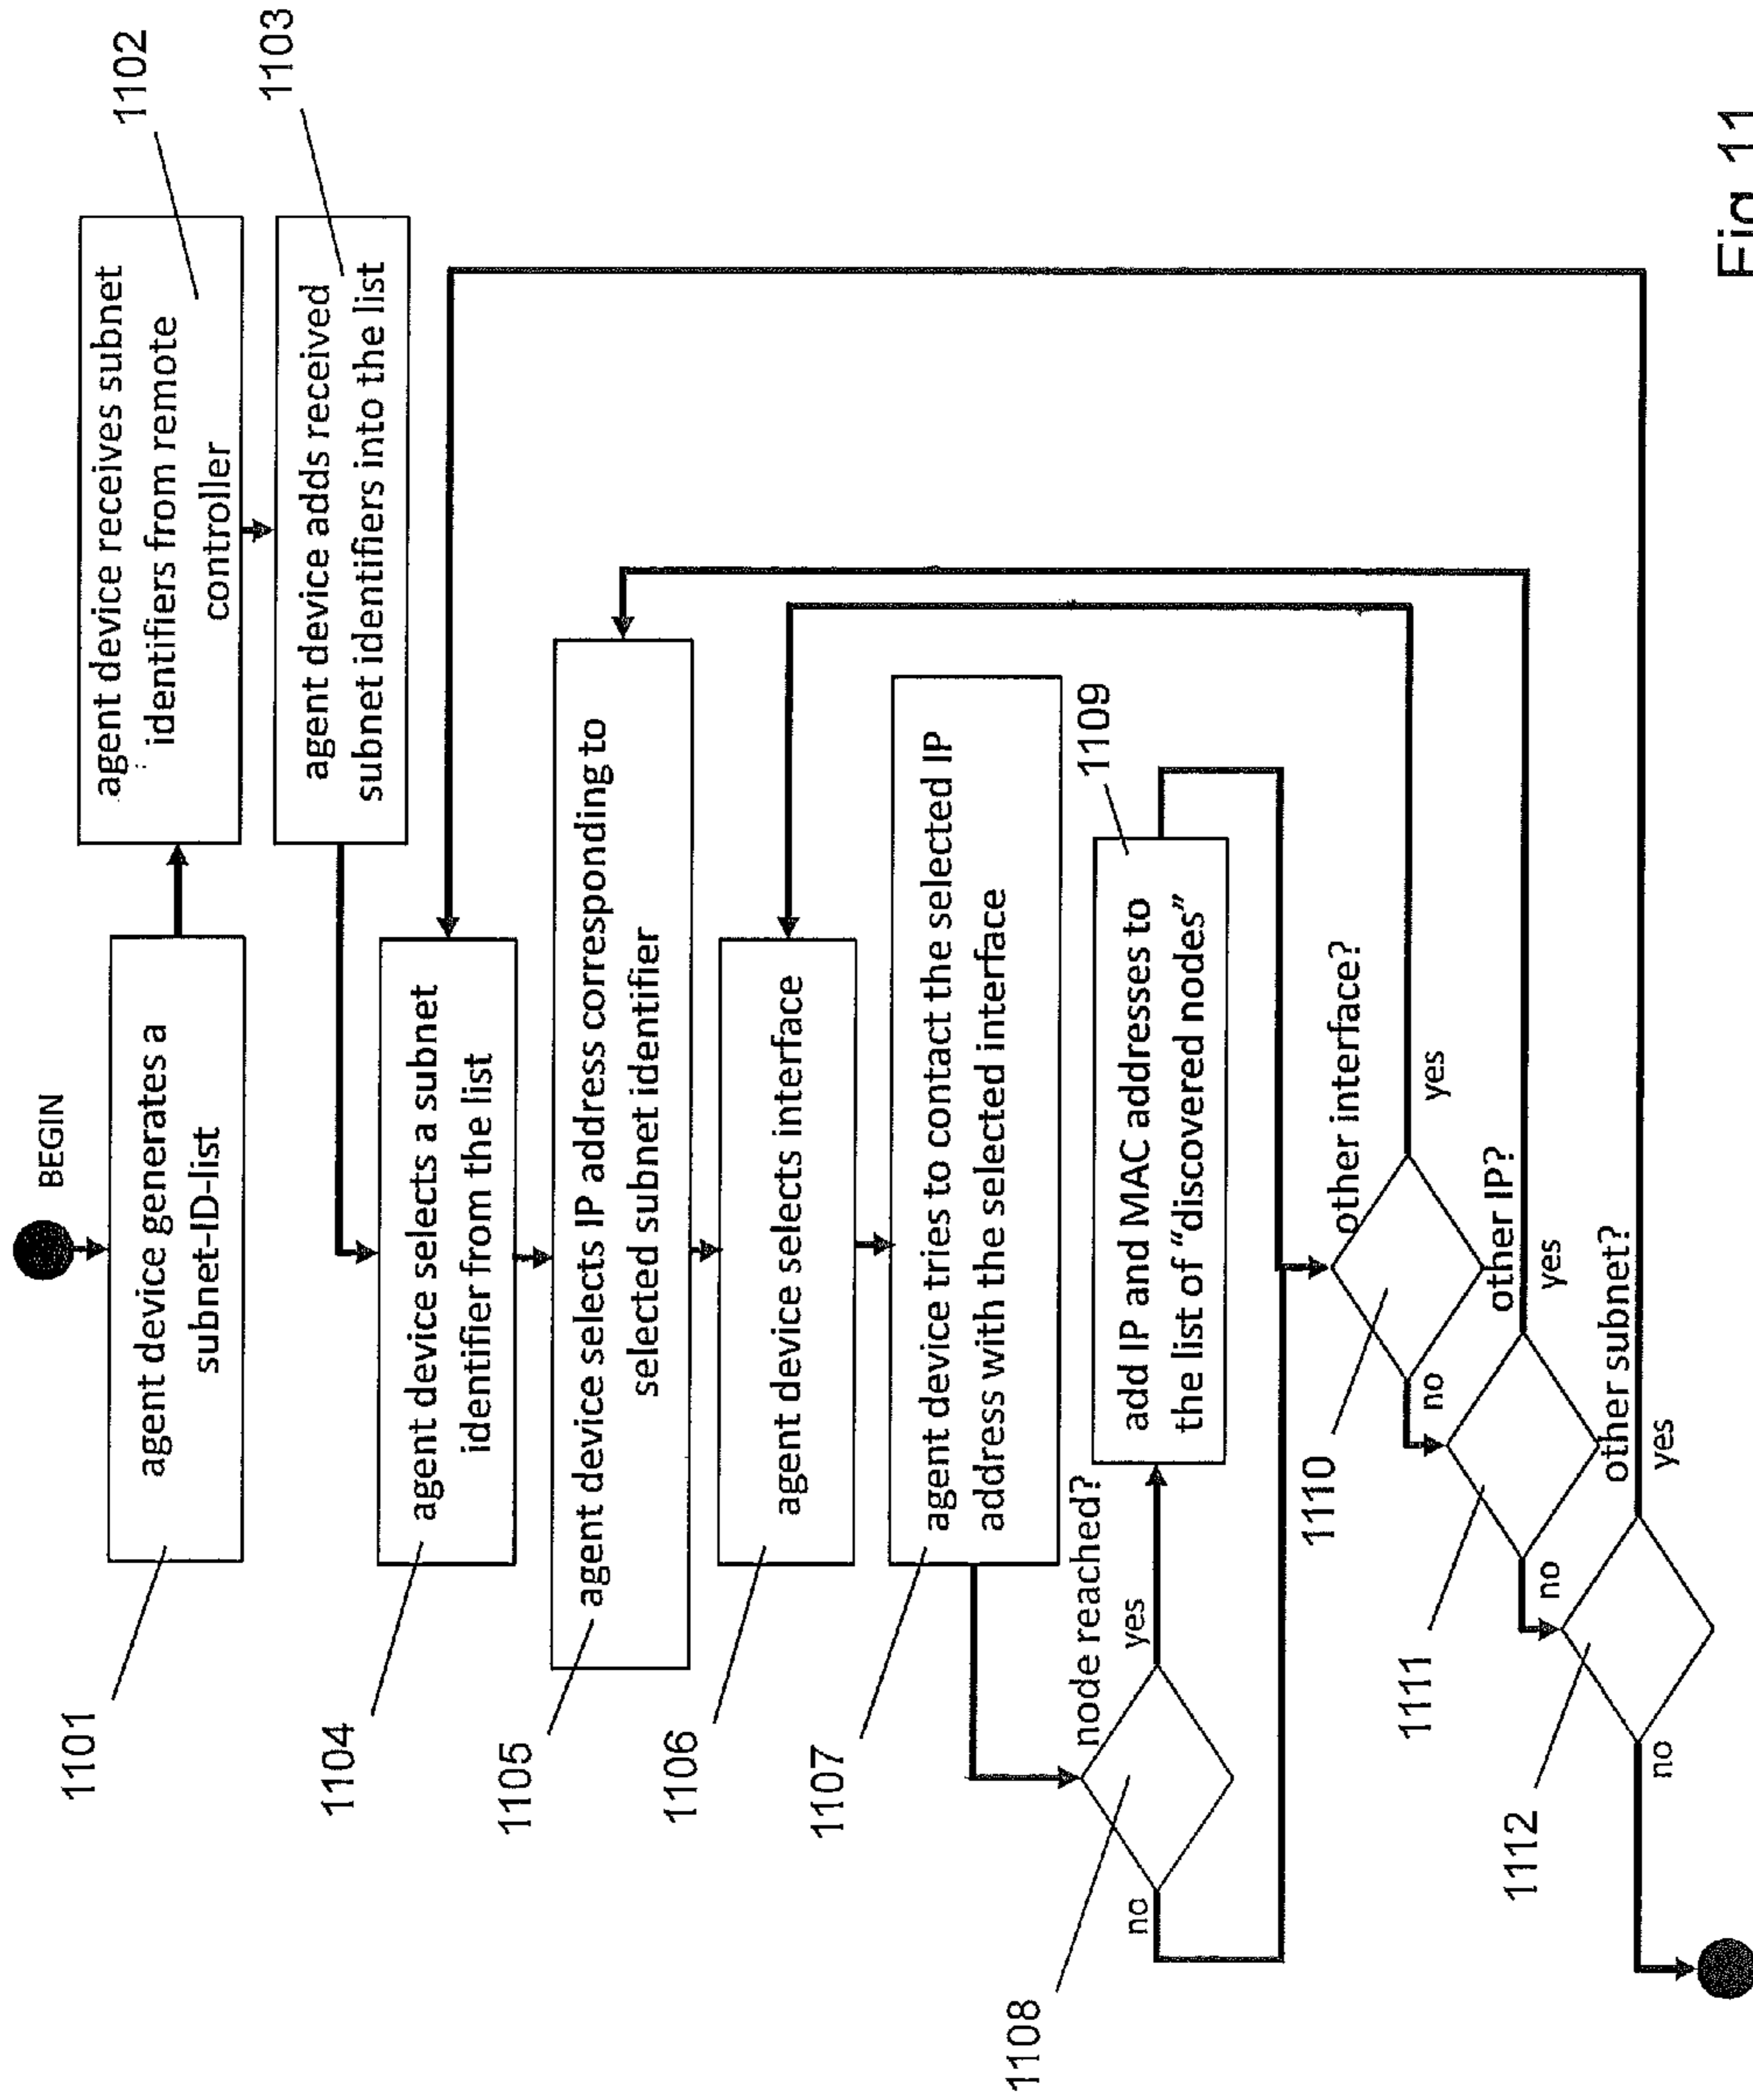 BEGIN
1101
agent device generates a
subnet-ID-list
1102
agent device receives subnet
identifiers from remote
controller
1103
agent device adds received
subnet identifiers into the list
1104
agent device selects a subnet
identifier from the list
1105
agent device selects IP address corresponding to
selected subnet identifier
1106
agent device selects interface
1107
agent device tries to contact the selected IP
address with the selected interface
1108
node reached?
yes
no
1109
add IP and MAC addresses to
the list of “discovered nodes”
1110
other interface?
yes
no
1111
other IP?
yes
no
1112
other subnet?
yes
no
Fig. 11